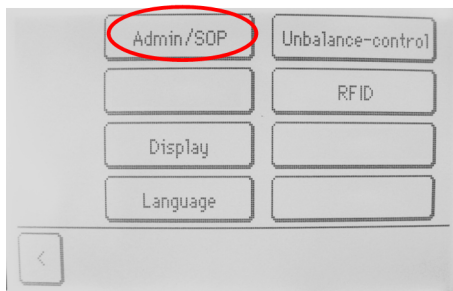 Admin/SOP
Unbalance-control
RFID
Display
Language
<